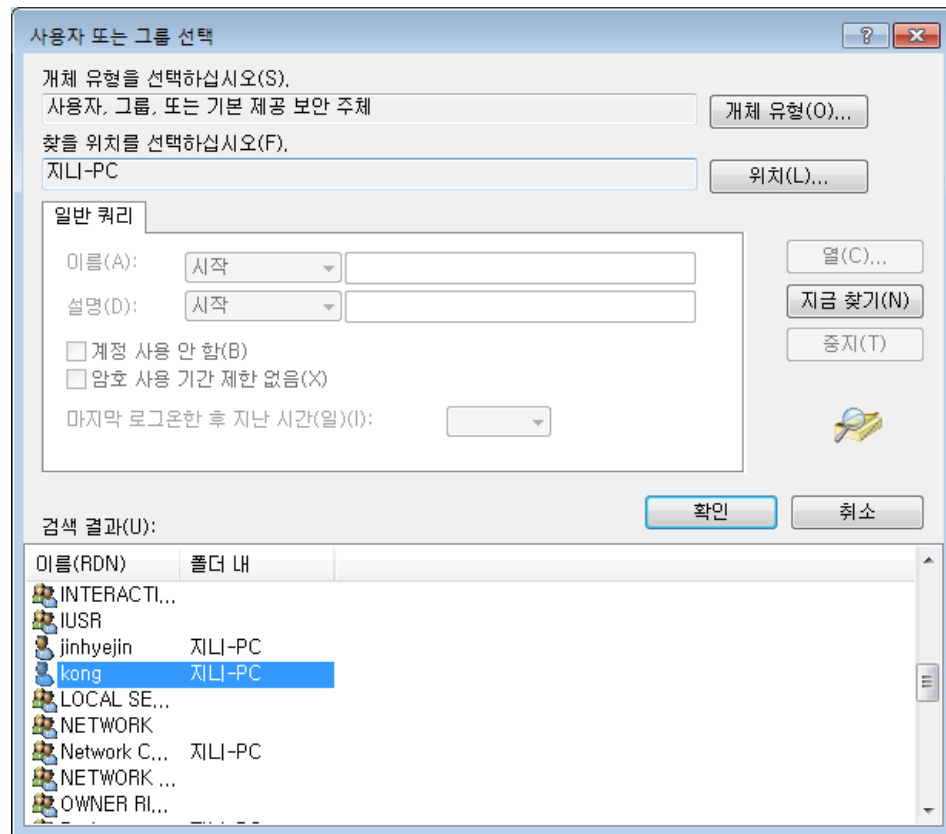 사용자 또는 그룹 선택
개체 유형을 선택하십시오(S).
사용자, 그룹, 또는 기본 제공 보안 주체
개체 유형(O)...
찾을 위치를 선택하십시오(F).
지니-PC
위치(L)...
일반 쿼리
이름(A):
시작
열(C)...
설명(D):
시작
지금 찾기(N)
계정 사용 안 함(B)
중지(T)
암호 사용 기간 제한 없음(X)
마지막 로그온한 후 지난 시간(일)(I):
확인
취소
검색 결과(U):
이름(RDN) 폴더 내
INTERACTI...
IUSR
jinhyejin 지니-PC
kong 지니-PC
LOCAL SE...
NETWORK
Network C... 지니-PC
NETWORK ...
OWNER RI...